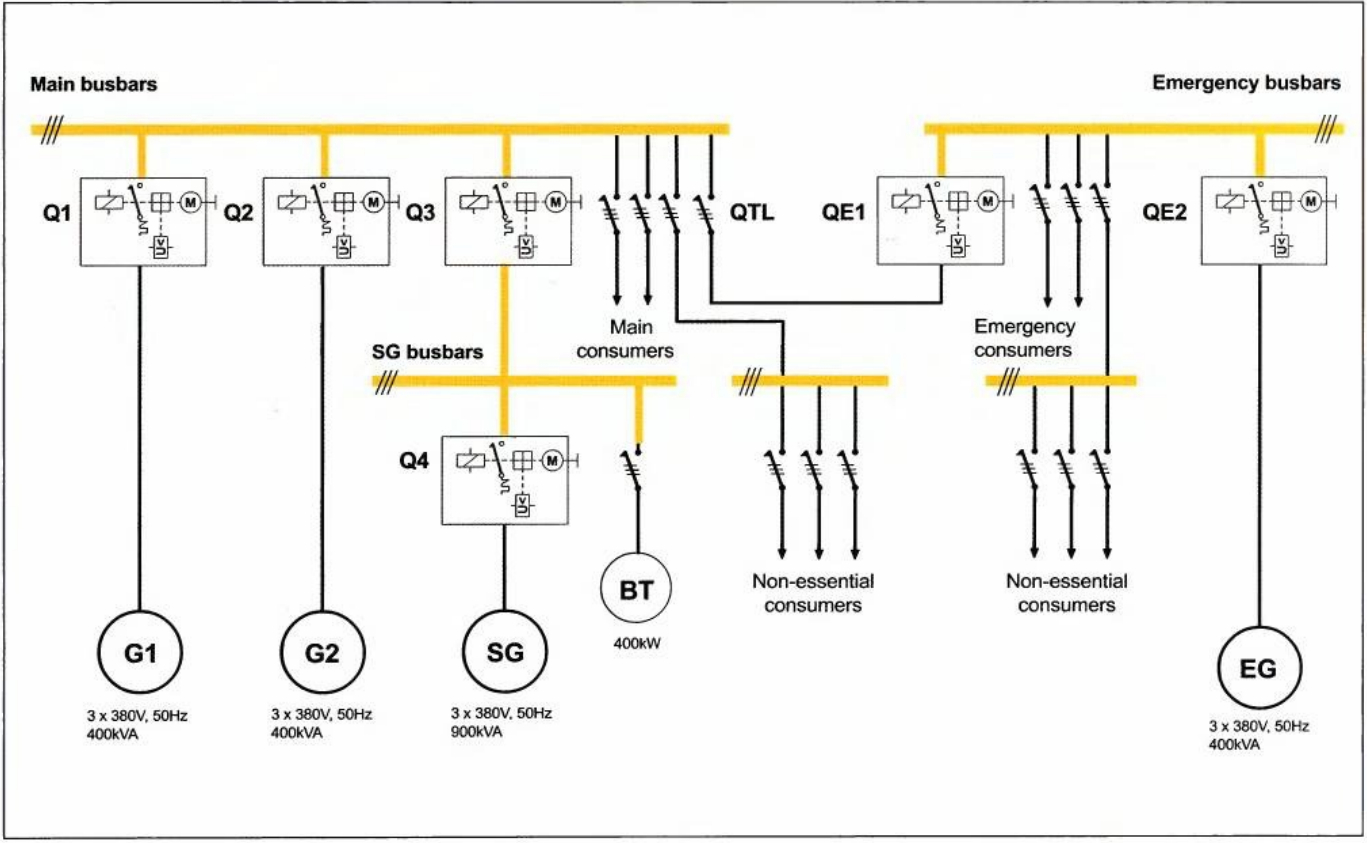 Main busbars
Emergency busbars
Q1
M
Q2
M
Q3
M
QTL
QE1
M
QE2
M
Main
consumers
Emergency
consumers
SG busbars
Q4
M
BT
400kW
Non-essential
consumers
Non-essential
consumers
G1
3 x 380V, 50Hz
400kVA
G2
3 x 380V, 50Hz
400kVA
SG
3 x 380V, 50Hz
900kVA
EG
3 x 380V, 50Hz
400kVA